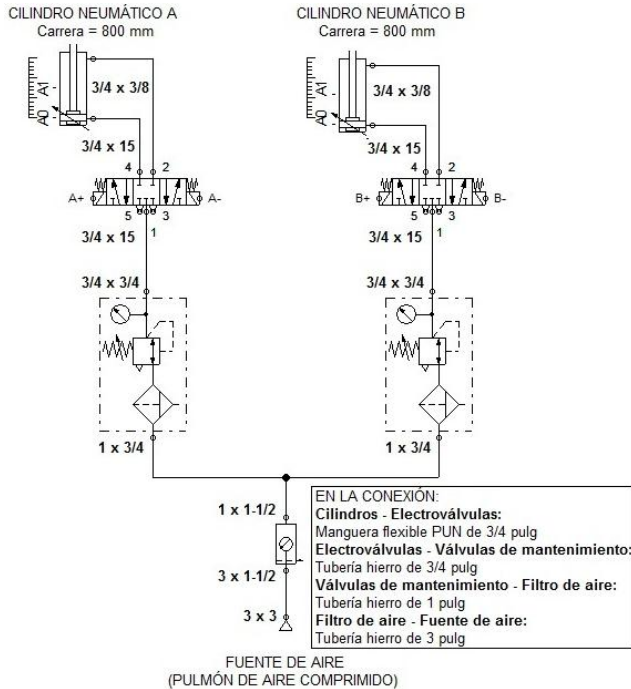 CILINDRO NEUMÁTICO A
Carrera = 800 mm
CILINDRO NEUMÁTICO B
Carrera = 800 mm
A1
A0
3/4 x 3/8
3/4 x 15
4 2
A+ A-
5 3
1
3/4 x 15
3/4 x 3/4
1 x 3/4
A1
A0
3/4 x 3/8
3/4 x 15
4 2
B+ B-
5 3
1
3/4 x 15
3/4 x 3/4
1 x 3/4
1 x 1-1/2
3 x 1-1/2
3 x 3
EN LA CONEXIÓN:
Cilindros - Electroválvulas:
Manguera flexible PUN de 3/4 pulg
Electroválvulas - Válvulas de mantenimiento:
Tubería hierro de 3/4 pulg
Válvulas de mantenimiento - Filtro de aire:
Tubería hierro de 1 pulg
Filtro de aire - Fuente de aire:
Tubería hierro de 3 pulg
FUENTE DE AIRE
(PULMÓN DE AIRE COMPRIMIDO)